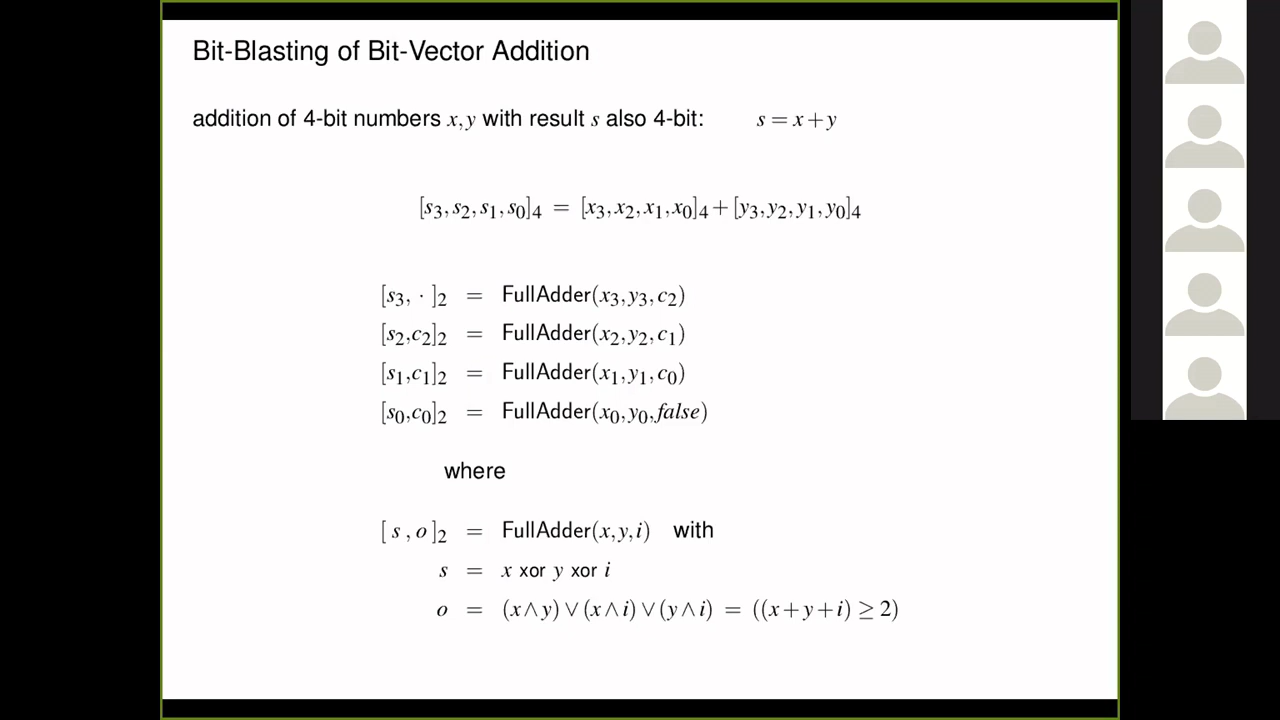 Bit-Blasting of Bit-Vector Addition
addition of 4-bit numbers x,y with result s also 4-bit: s = x + y
[s₃,s₂,s₁,s₀]₄ = [x₃,x₂,x₁,x₀]₄ + [y₃,y₂,y₁,y₀]₄
[s₃, · ]₂ = FullAdder(x₃,y₃,c₂)
[s₂,c₂]₂ = FullAdder(x₂,y₂,c₁)
[s₁,c₁]₂ = FullAdder(x₁,y₁,c₀)
[s₀,c₀]₂ = FullAdder(x₀,y₀,false)
where
[ s , o ]₂ = FullAdder(x,y,i) with
s = x xor y xor i
o = (x∧y)∨(x∧i)∨(y∧i) = ((x+y+i) ≥ 2)